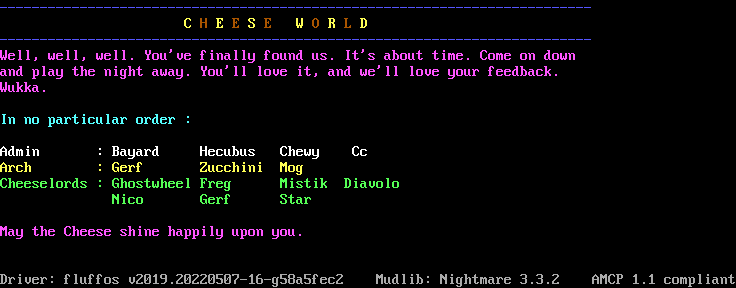 CHEESE WORLD
Well, well, well. You've finally found us. It's about time. Come on down
and play the night away. You'll love it, and we'll love your feedback.
Wukka.
In no particular order :
Admin : Bayard Hecubus Chewy Cc
Arch : Gerf Zucchini Mog
Cheeselords : Ghostwheel Freg Mistik Diavolo
Nico Gerf Star
May the Cheese shine happily upon you.
Driver: fluffos v2019.20220507-16-g58a5fec2 Mudlib: Nightmare 3.3.2 AMCP 1.1 compliant